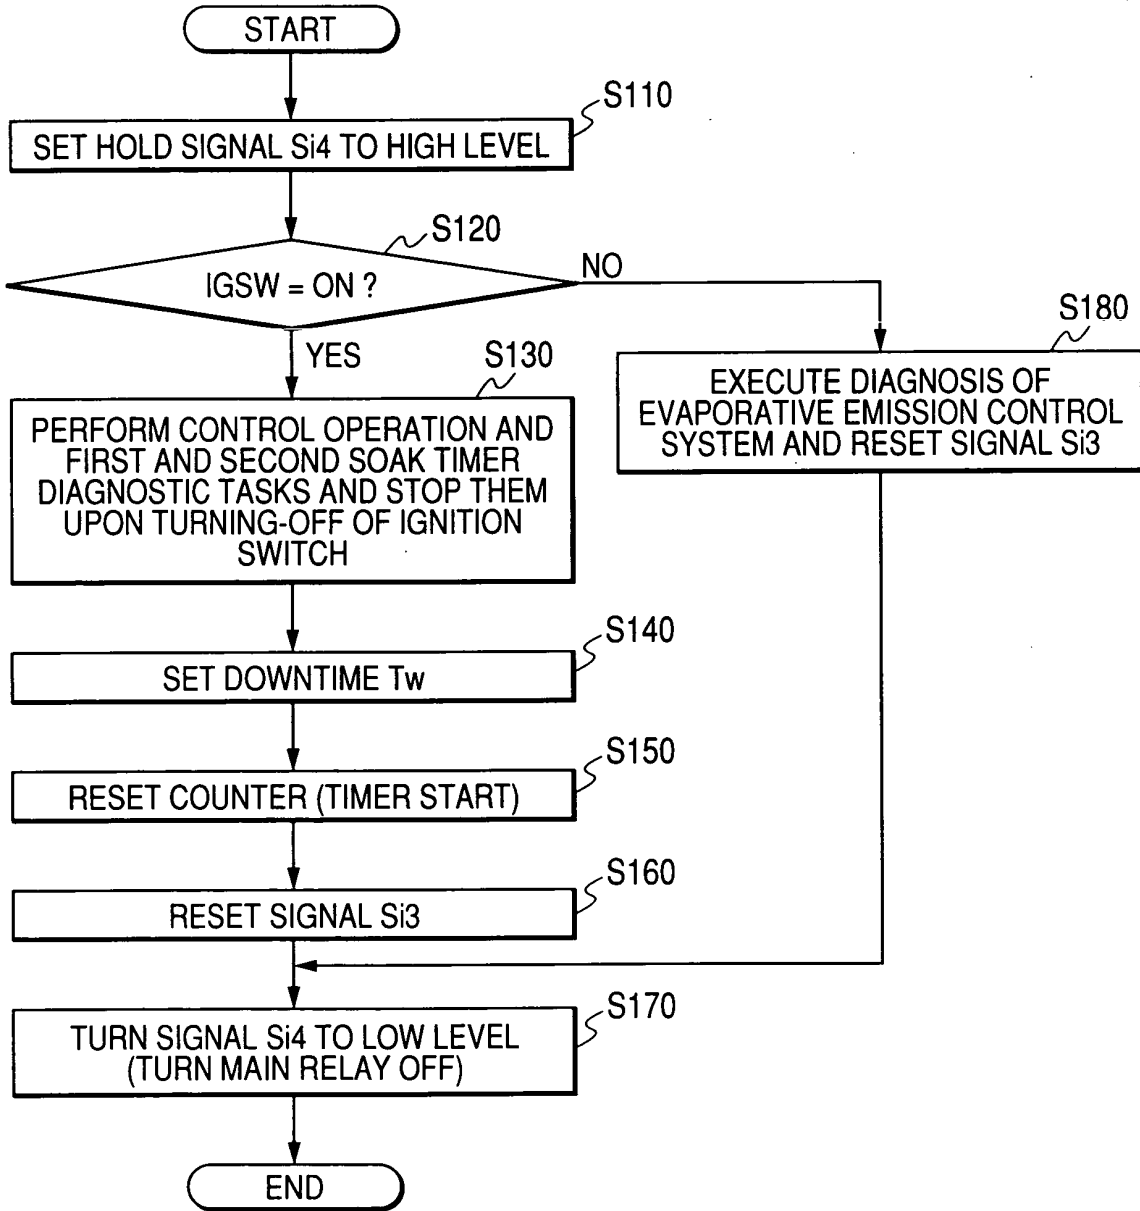 START
S110
SET HOLD SIGNAL Si4 TO HIGH LEVEL
S120
IGSW = ON ?
NO
YES
S130
PERFORM CONTROL OPERATION AND
FIRST AND SECOND SOAK TIMER
DIAGNOSTIC TASKS AND STOP THEM
UPON TURNING-OFF OF IGNITION
SWITCH
S180
EXECUTE DIAGNOSIS OF
EVAPORATIVE EMISSION CONTROL
SYSTEM AND RESET SIGNAL Si3
S140
SET DOWNTIME Tw
S150
RESET COUNTER (TIMER START)
S160
RESET SIGNAL Si3
S170
TURN SIGNAL Si4 TO LOW LEVEL
(TURN MAIN RELAY OFF)
END